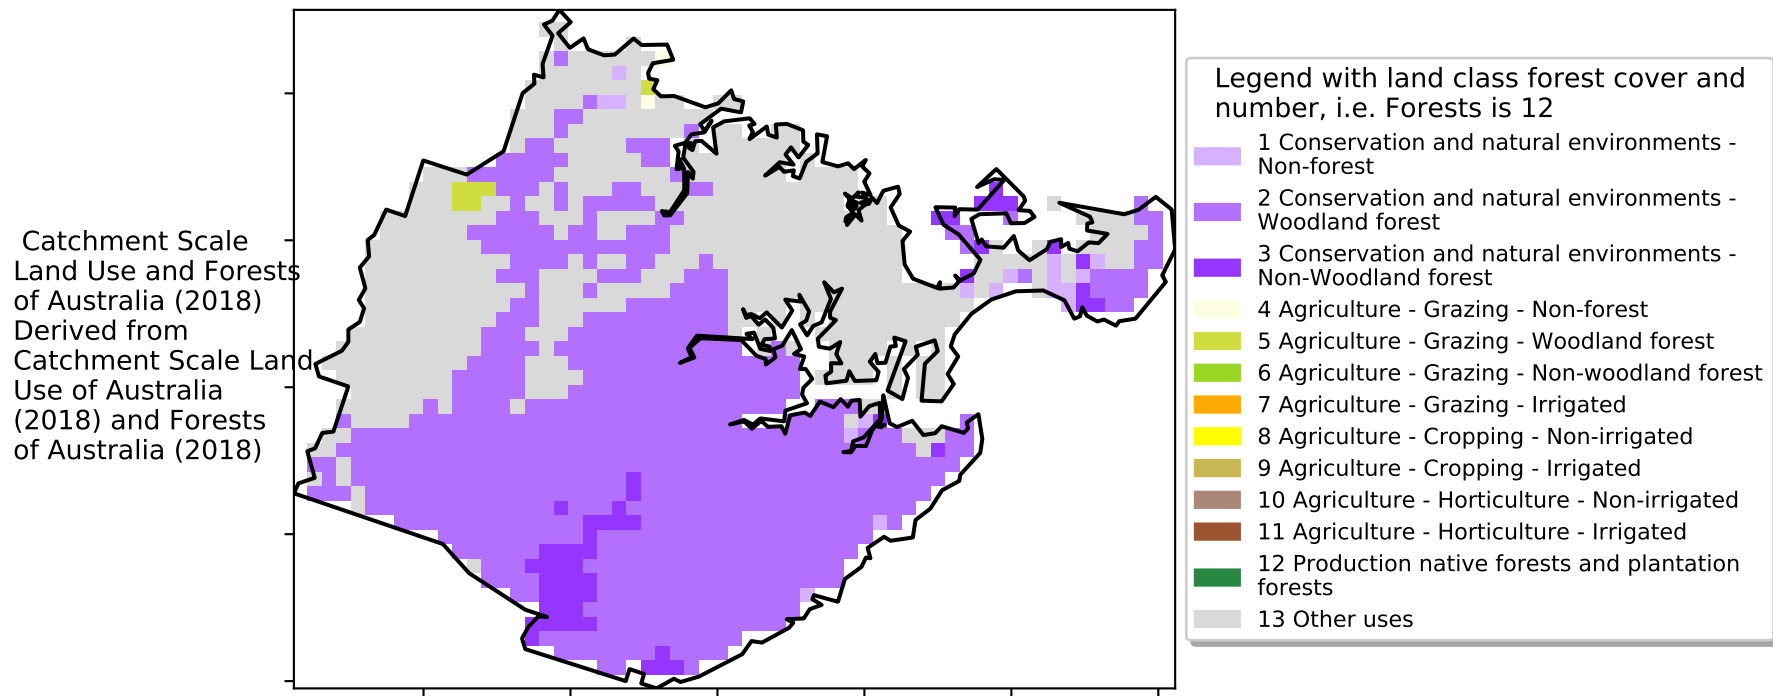 Catchment Scale
Land Use and Forests
of Australia (2018)
Derived from
Catchment Scale Land
Use of Australia
(2018) and Forests
of Australia (2018)
Legend with land class forest cover and
number, i.e. Forests is 12
1 Conservation and natural environments -
Non-forest
2 Conservation and natural environments -
Woodland forest
3 Conservation and natural environments -
Non-Woodland forest
4 Agriculture - Grazing - Non-forest
5 Agriculture - Grazing - Woodland forest
6 Agriculture - Grazing - Non-woodland forest
7 Agriculture - Grazing - Irrigated
8 Agriculture - Cropping - Non-irrigated
9 Agriculture - Cropping - Irrigated
10 Agriculture - Horticulture - Non-irrigated
11 Agriculture - Horticulture - Irrigated
12 Production native forests and plantation
forests
13 Other uses